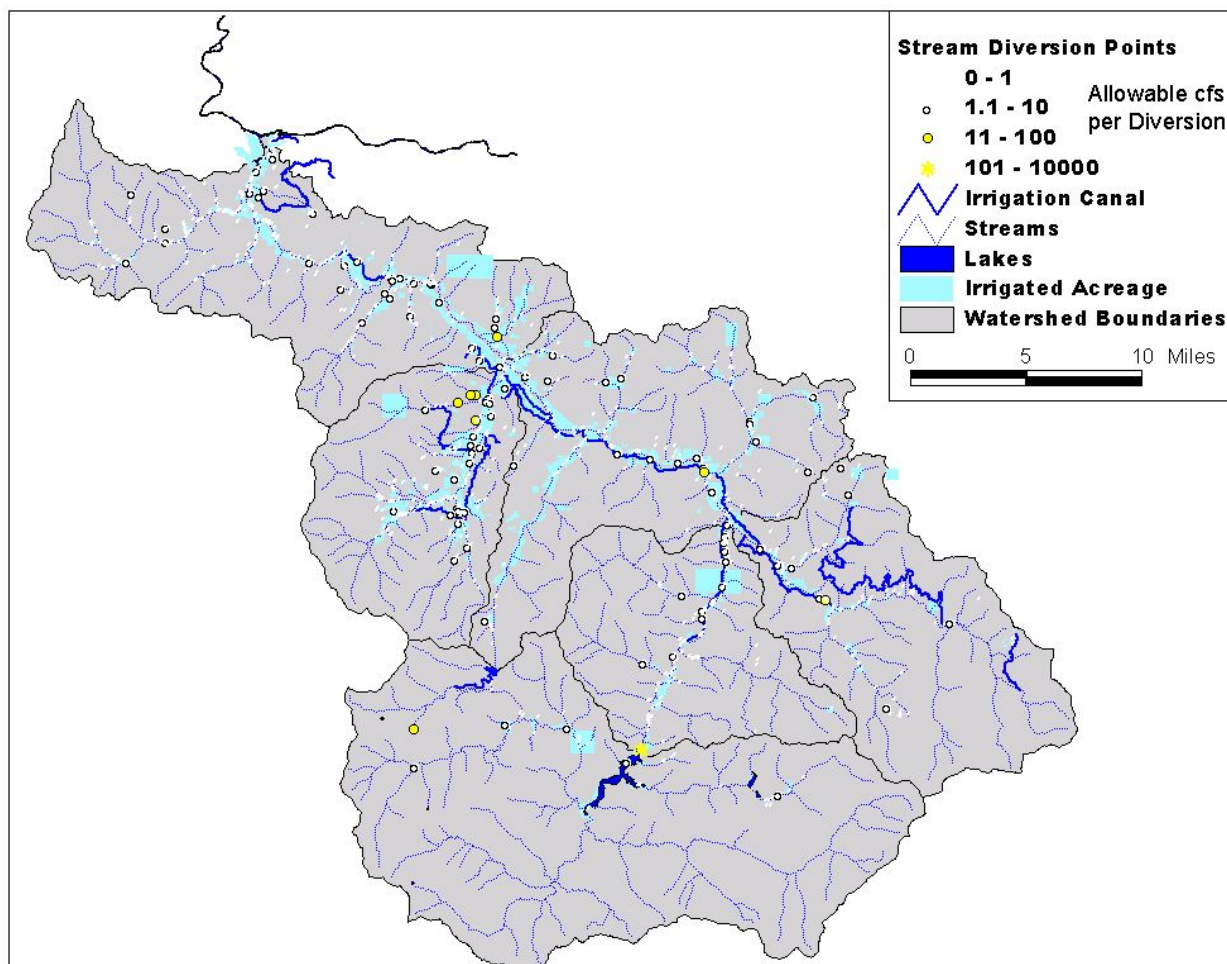 Stream Diversion Points
0 - 1
1.1 - 10
11 - 100
101 - 10000
Allowable cfs
per Diversion
Irrigation Canal
Streams
Lakes
Irrigated Acreage
Watershed Boundaries
0 5 10 Miles